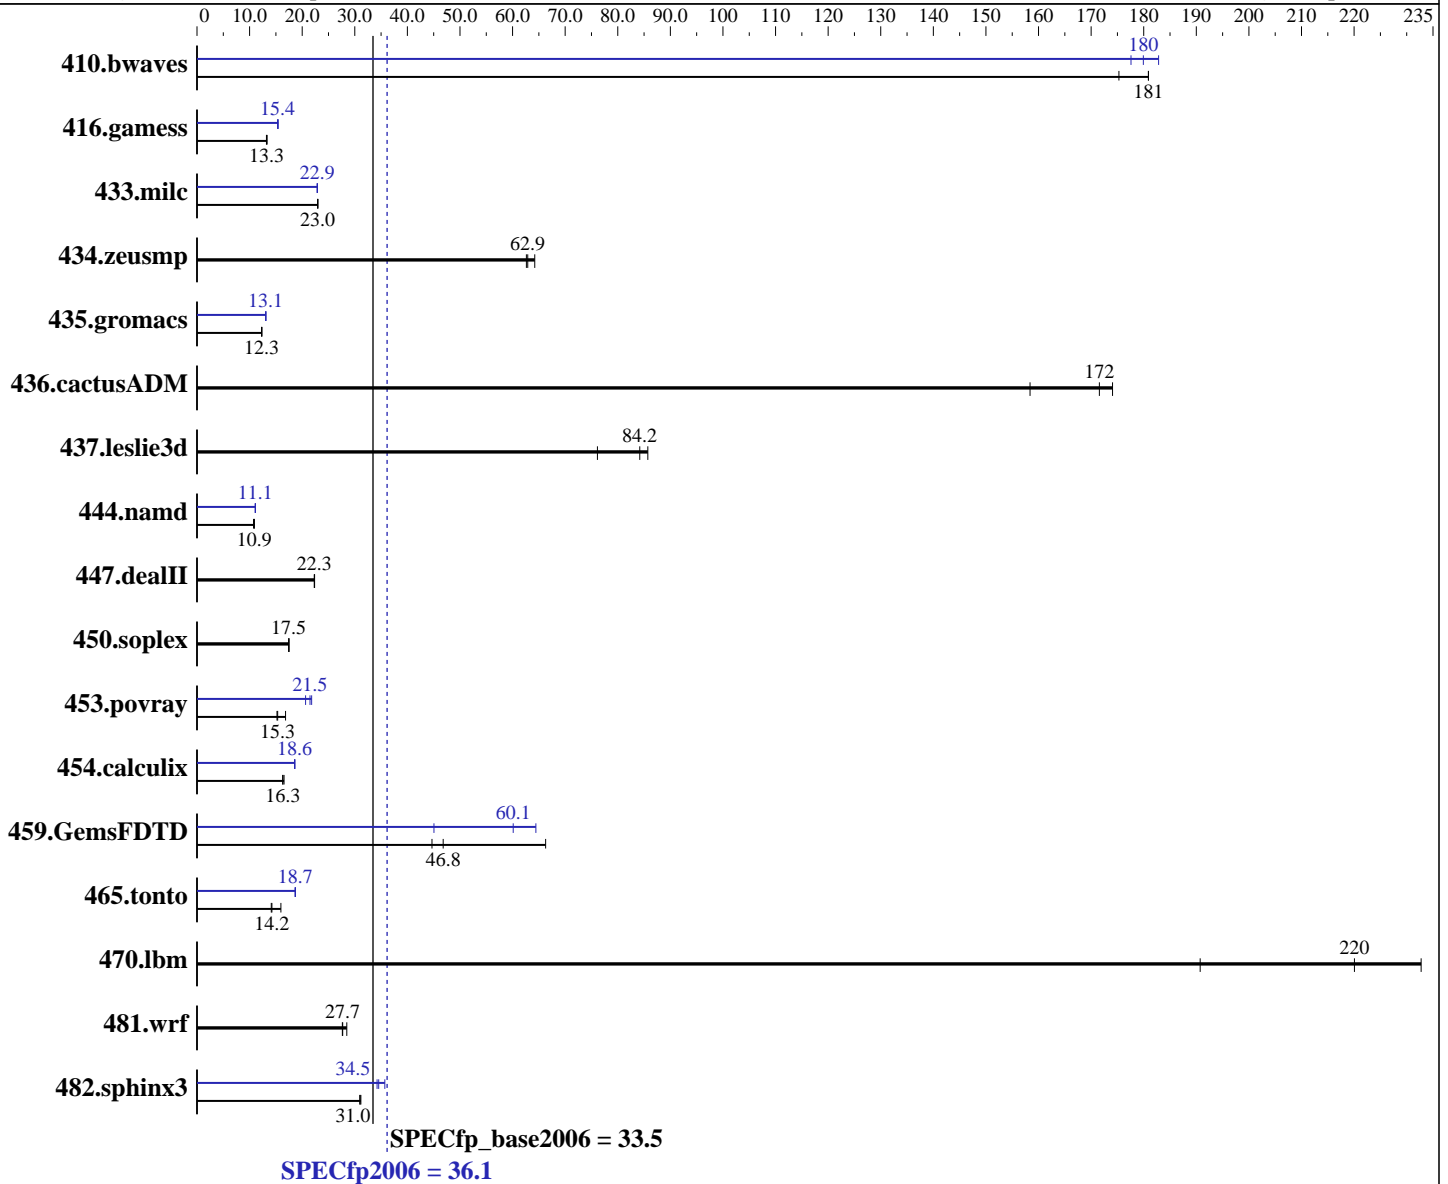 0 10.0 20.0 30.0 40.0 50.0 60.0 70.0 80.0 90.0 100 110 120 130 140 150 160 170 180 190 200 210 220 235
180
410.bwaves
181
15.4
416.gamess
13.3
22.9
433.milc
23.0
62.9
434.zeusmp
13.1
435.gromacs
12.3
172
436.cactusADM
84.2
437.leslie3d
11.1
444.namd
10.9
22.3
447.dealII
17.5
450.soplex
21.5
453.povray
15.3
18.6
454.calculix
16.3
60.1
459.GemsFDTD
46.8
18.7
465.tonto
14.2
220
470.lbm
27.7
481.wrf
34.5
482.sphinx3
31.0
SPECfp_base2006 = 33.5
SPECfp2006 = 36.1